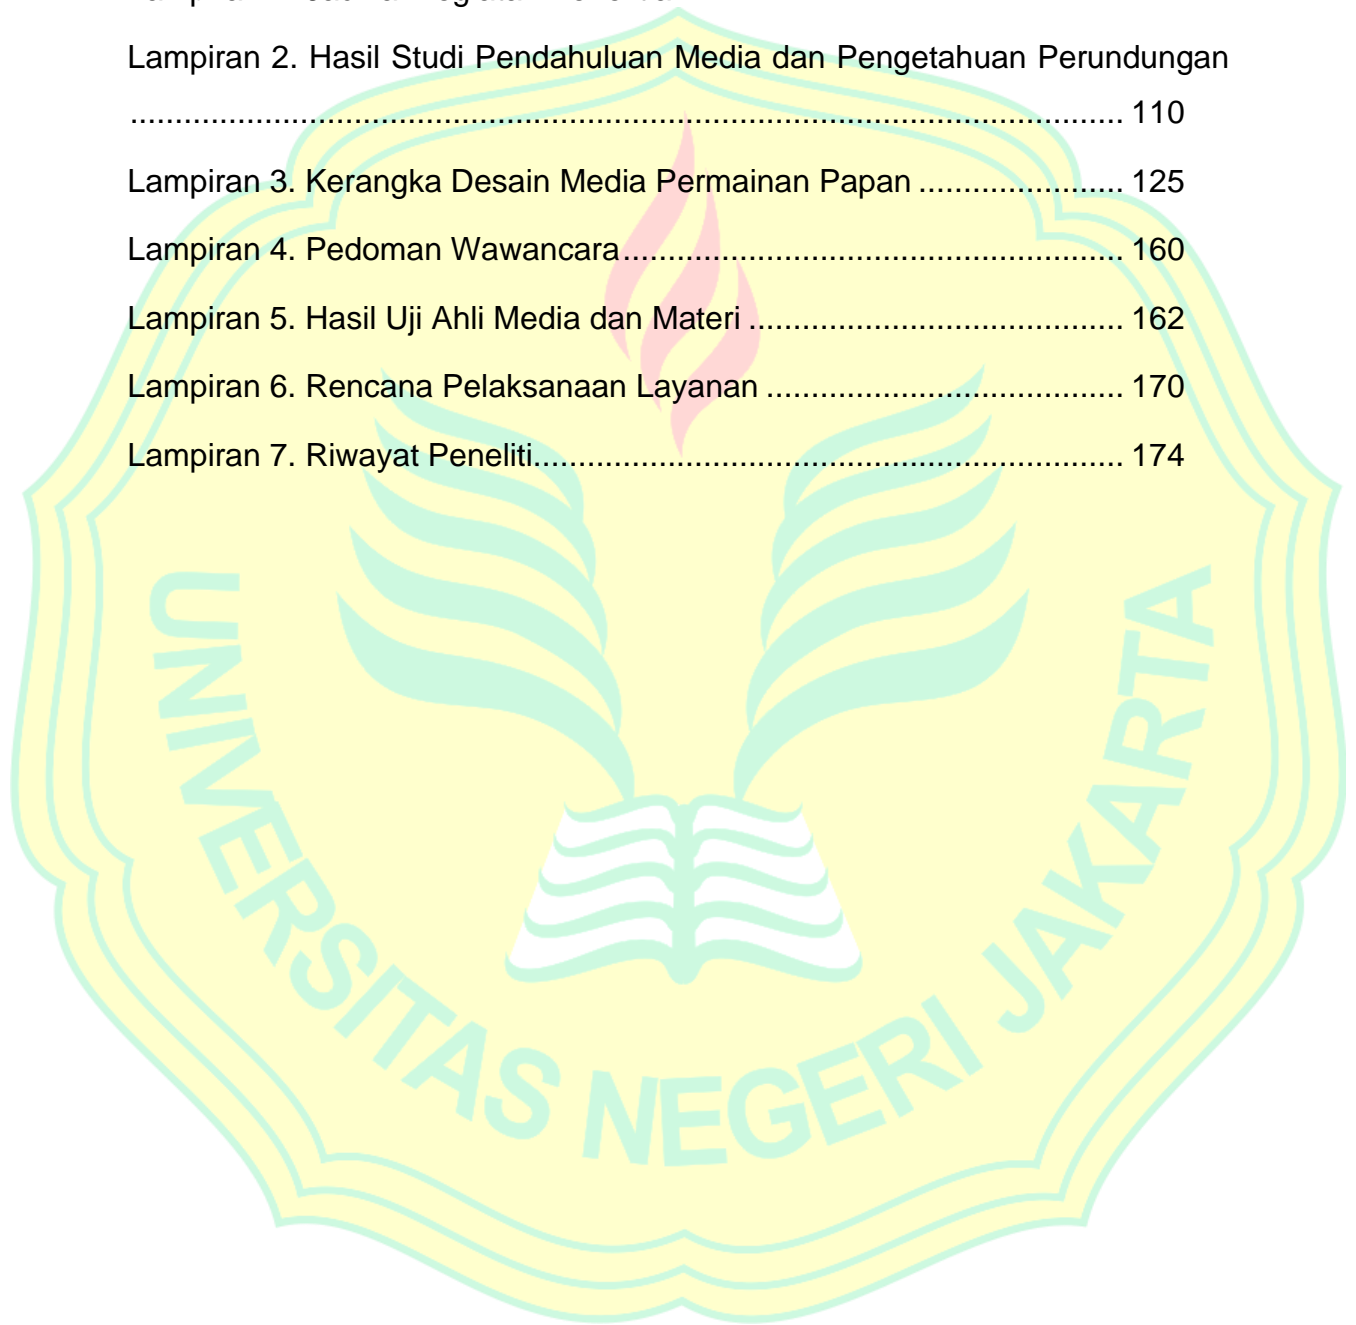 Lampiran 2. Hasil Studi Pendahuluan Media dan Pengetahuan Perundungan
............................................................................................................. 110
Lampiran 3. Kerangka Desain Media Permainan Papan ....................... 125
Lampiran 4. Pedoman Wawancara....................................................... 160
Lampiran 5. Hasil Uji Ahli Media dan Materi ......................................... 162
Lampiran 6. Rencana Pelaksanaan Layanan ....................................... 170
Lampiran 7. Riwayat Peneliti................................................................. 174
UNIVERSITAS NEGERI JAKARTA